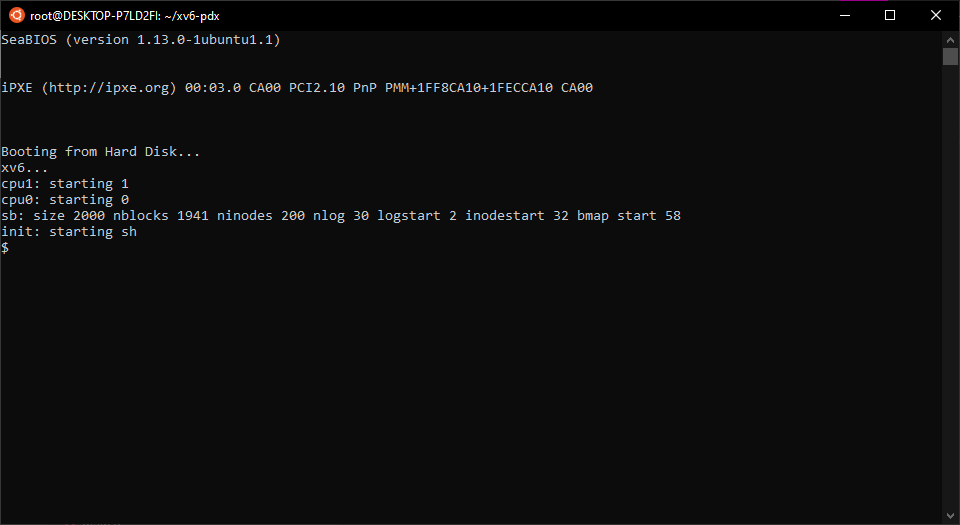 root@DESKTOP-P7LD2FI: ~/xv6-pdx
SeaBIOS (version 1.13.0-1ubuntu1.1)
iPXE (http://ipxe.org) 00:03.0 CA00 PCI2.10 PnP PMM+1FF8CA10+1FECCA10 CA00
Booting from Hard Disk...
xv6...
cpu1: starting 1
cpu0: starting 0
sb: size 2000 nblocks 1941 ninodes 200 nlog 30 logstart 2 inodestart 32 bmap start 58
init: starting sh
$